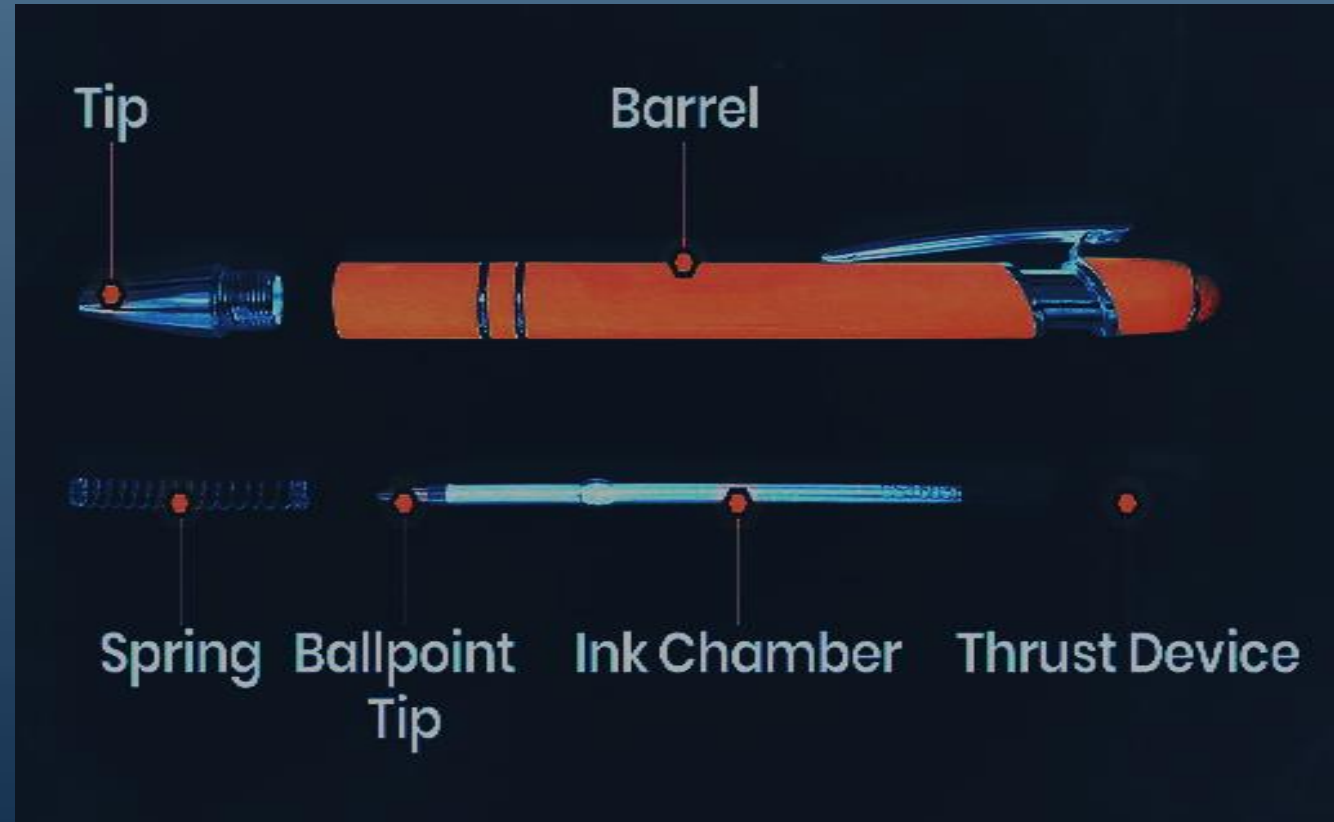 Tip
Barrel
Spring
Ballpoint
Tip
Ink Chamber
Thrust Device